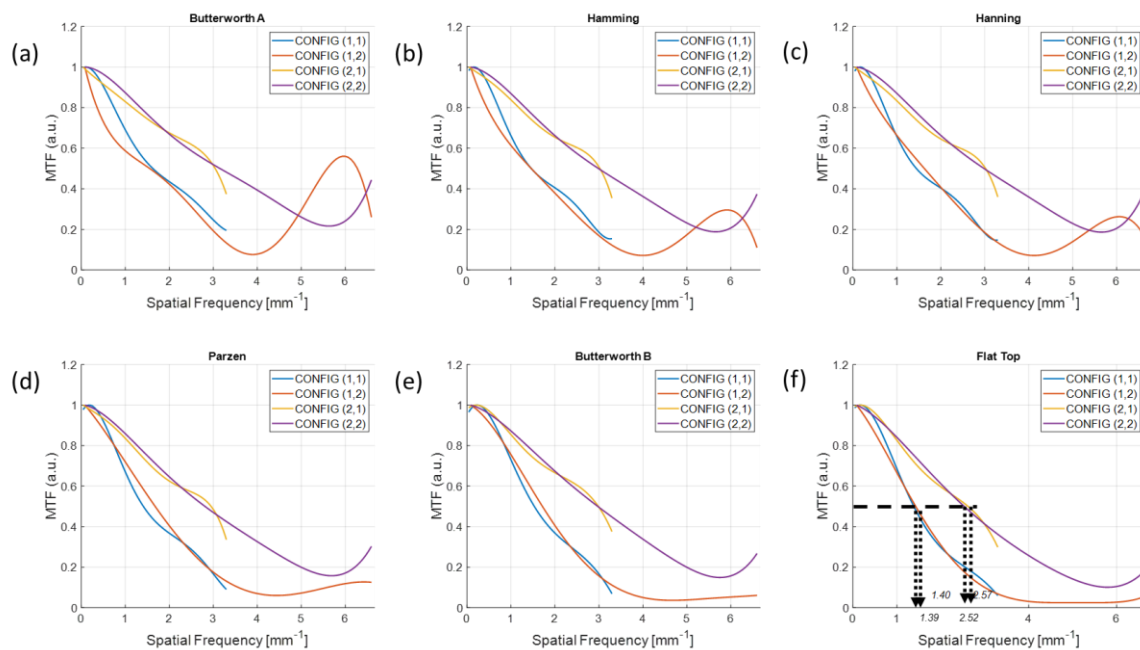 (a)
Butterworth A
1.2
1
0.8
0.6
0.4
0.2
0
MTF (a.u.)
CONFIG (1,1)
CONFIG (1,2)
CONFIG (2,1)
CONFIG (2,2)
0 1 2 3 4 5 6
Spatial Frequency [mm⁻¹]
(b)
Hamming
1.2
1
0.8
0.6
0.4
0.2
0
MTF (a.u.)
CONFIG (1,1)
CONFIG (1,2)
CONFIG (2,1)
CONFIG (2,2)
0 1 2 3 4 5 6
Spatial Frequency [mm⁻¹]
(c)
Hanning
1.2
1
0.8
0.6
0.4
0.2
0
MTF (a.u.)
CONFIG (1,1)
CONFIG (1,2)
CONFIG (2,1)
CONFIG (2,2)
0 1 2 3 4 5 6
Spatial Frequency [mm⁻¹]
(d)
Parzen
1.2
1
0.8
0.6
0.4
0.2
0
MTF (a.u.)
CONFIG (1,1)
CONFIG (1,2)
CONFIG (2,1)
CONFIG (2,2)
0 1 2 3 4 5 6
Spatial Frequency [mm⁻¹]
(e)
Butterworth B
1.2
1
0.8
0.6
0.4
0.2
0
MTF (a.u.)
CONFIG (1,1)
CONFIG (1,2)
CONFIG (2,1)
CONFIG (2,2)
0 1 2 3 4 5 6
Spatial Frequency [mm⁻¹]
(f)
Flat Top
1.2
1
0.8
0.6
0.4
0.2
0
MTF (a.u.)
CONFIG (1,1)
CONFIG (1,2)
CONFIG (2,1)
CONFIG (2,2)
1.40 2.57
1.39 2.52
0 1 4 5 6
Spatial Frequency [mm⁻¹]